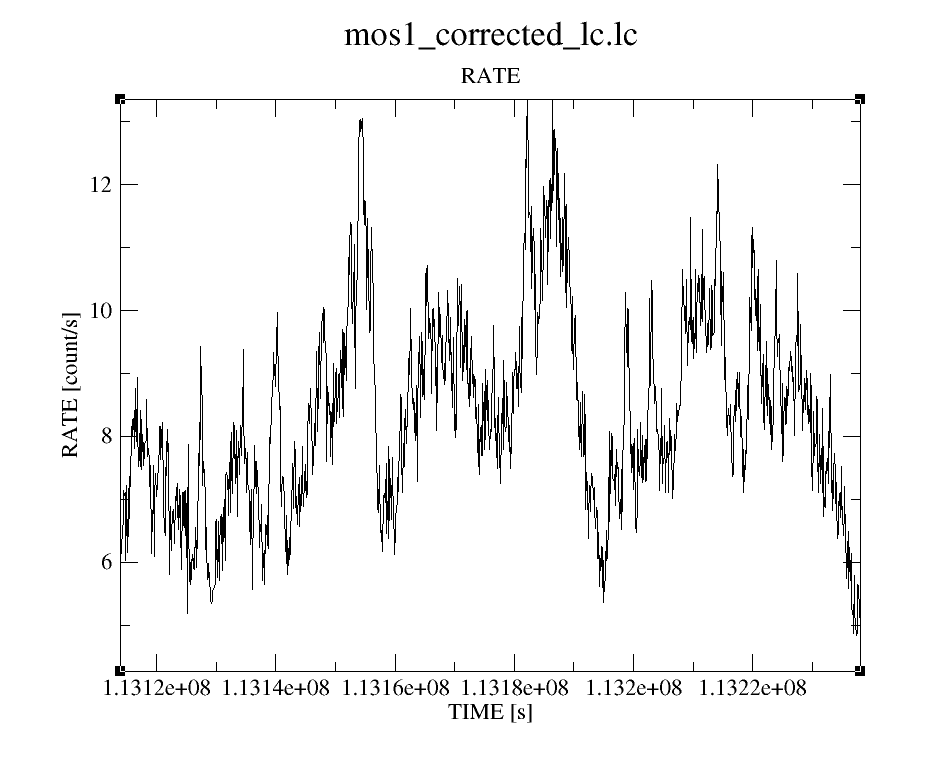 mos1_corrected_lc.lc
RATE
12
10
8
6
RATE [count/s]
1.1312e+08 1.1314e+08 1.1316e+08 1.1318e+08 1.132e+08 1.1322e+08
TIME [s]